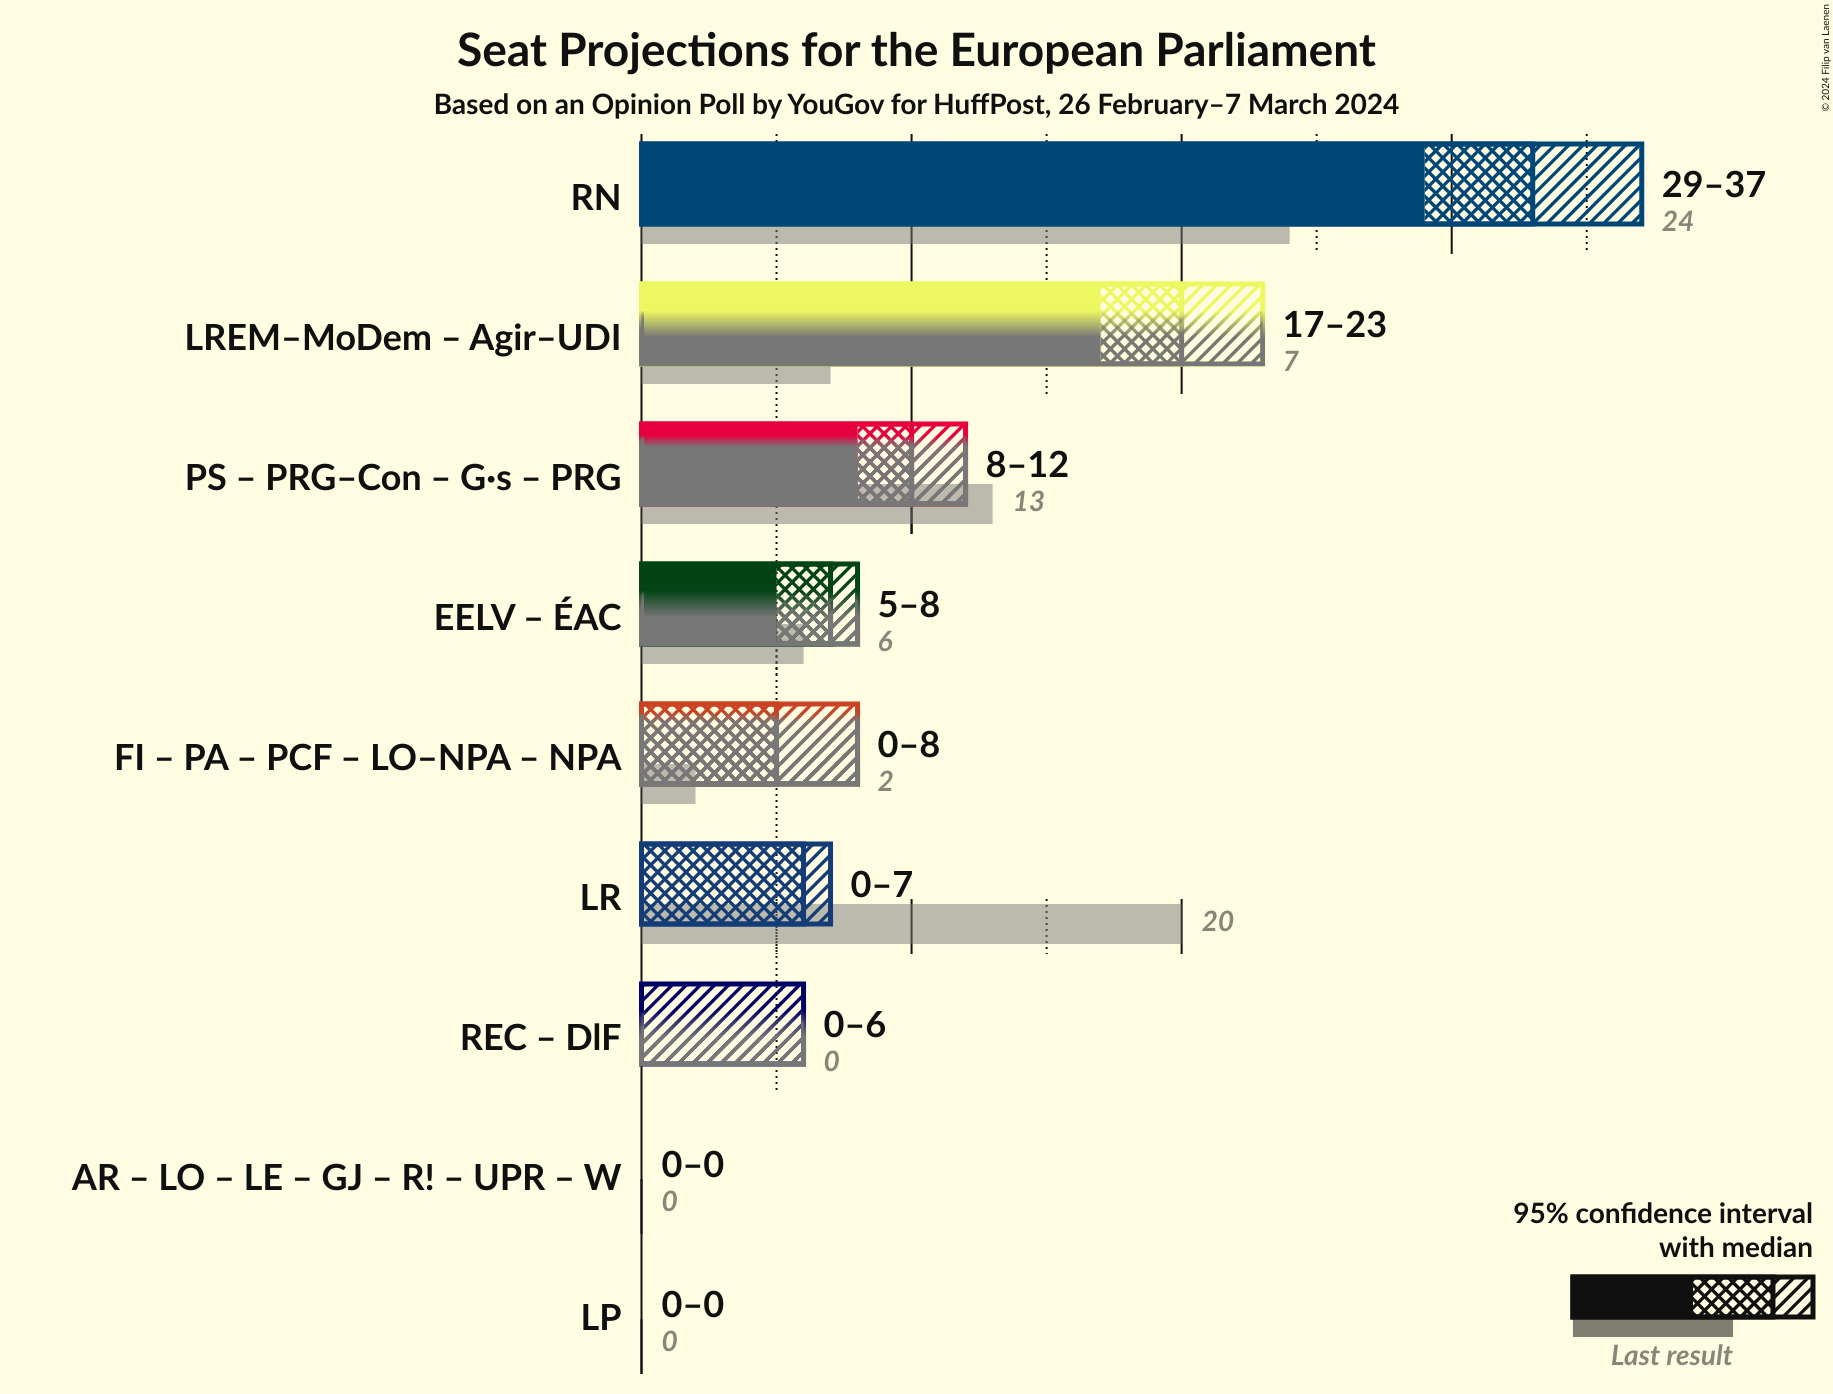 Seat Projections for the European Parliament
Based on an Opinion Poll by YouGov for HuffPost, 26 February–7 March 2024
© 2024 Filip van Laenen
RN
29–37
24
LREM–MoDem – Agir–UDI
17–23
7
PS – PRG–Con – G·s – PRG
8–12
13
EELV – ÉAC
5–8
6
FI – PA – PCF – LO–NPA – NPA
0–8
2
LR
0–7
20
REC – DlF
0–6
0
AR – LO – LE – GJ – R! – UPR – W
0–0
0
LP
0–0
0
95% confidence interval
with median
Last result